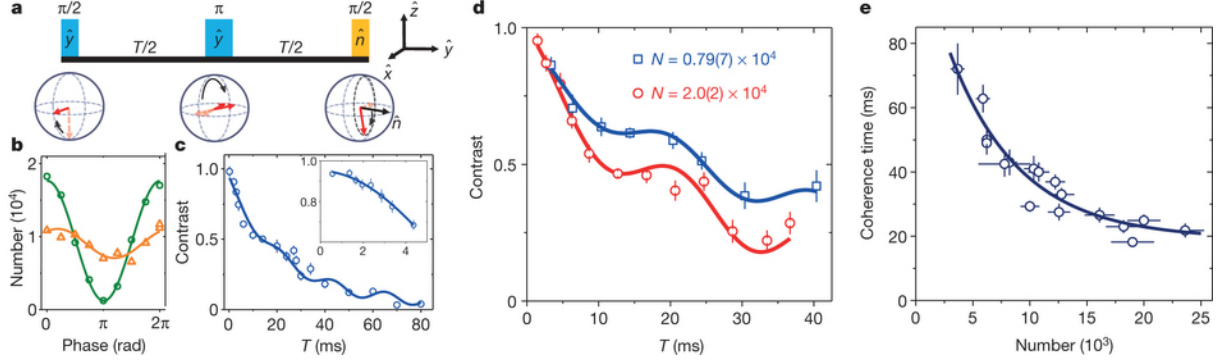 a
π/2 π π/2
ŷ T/2 ŷ T/2 n̂
ẑ
ŷ
x̂
n̂
b
Number (10⁴)
2
1
0
0 π 2π
Phase (rad)
c
Contrast
1.0
0.5
0
0 20 40 60 80
T (ms)
0.9
0.8
0 2 4
d
Contrast
1.0
0.5
0
0 10 20 30 40
T (ms)
N = 0.79(7) × 10⁴
N = 2.0(2) × 10⁴
e
Coherence time (ms)
80
60
40
20
0
0 5 10 15 20 25
Number (10³)